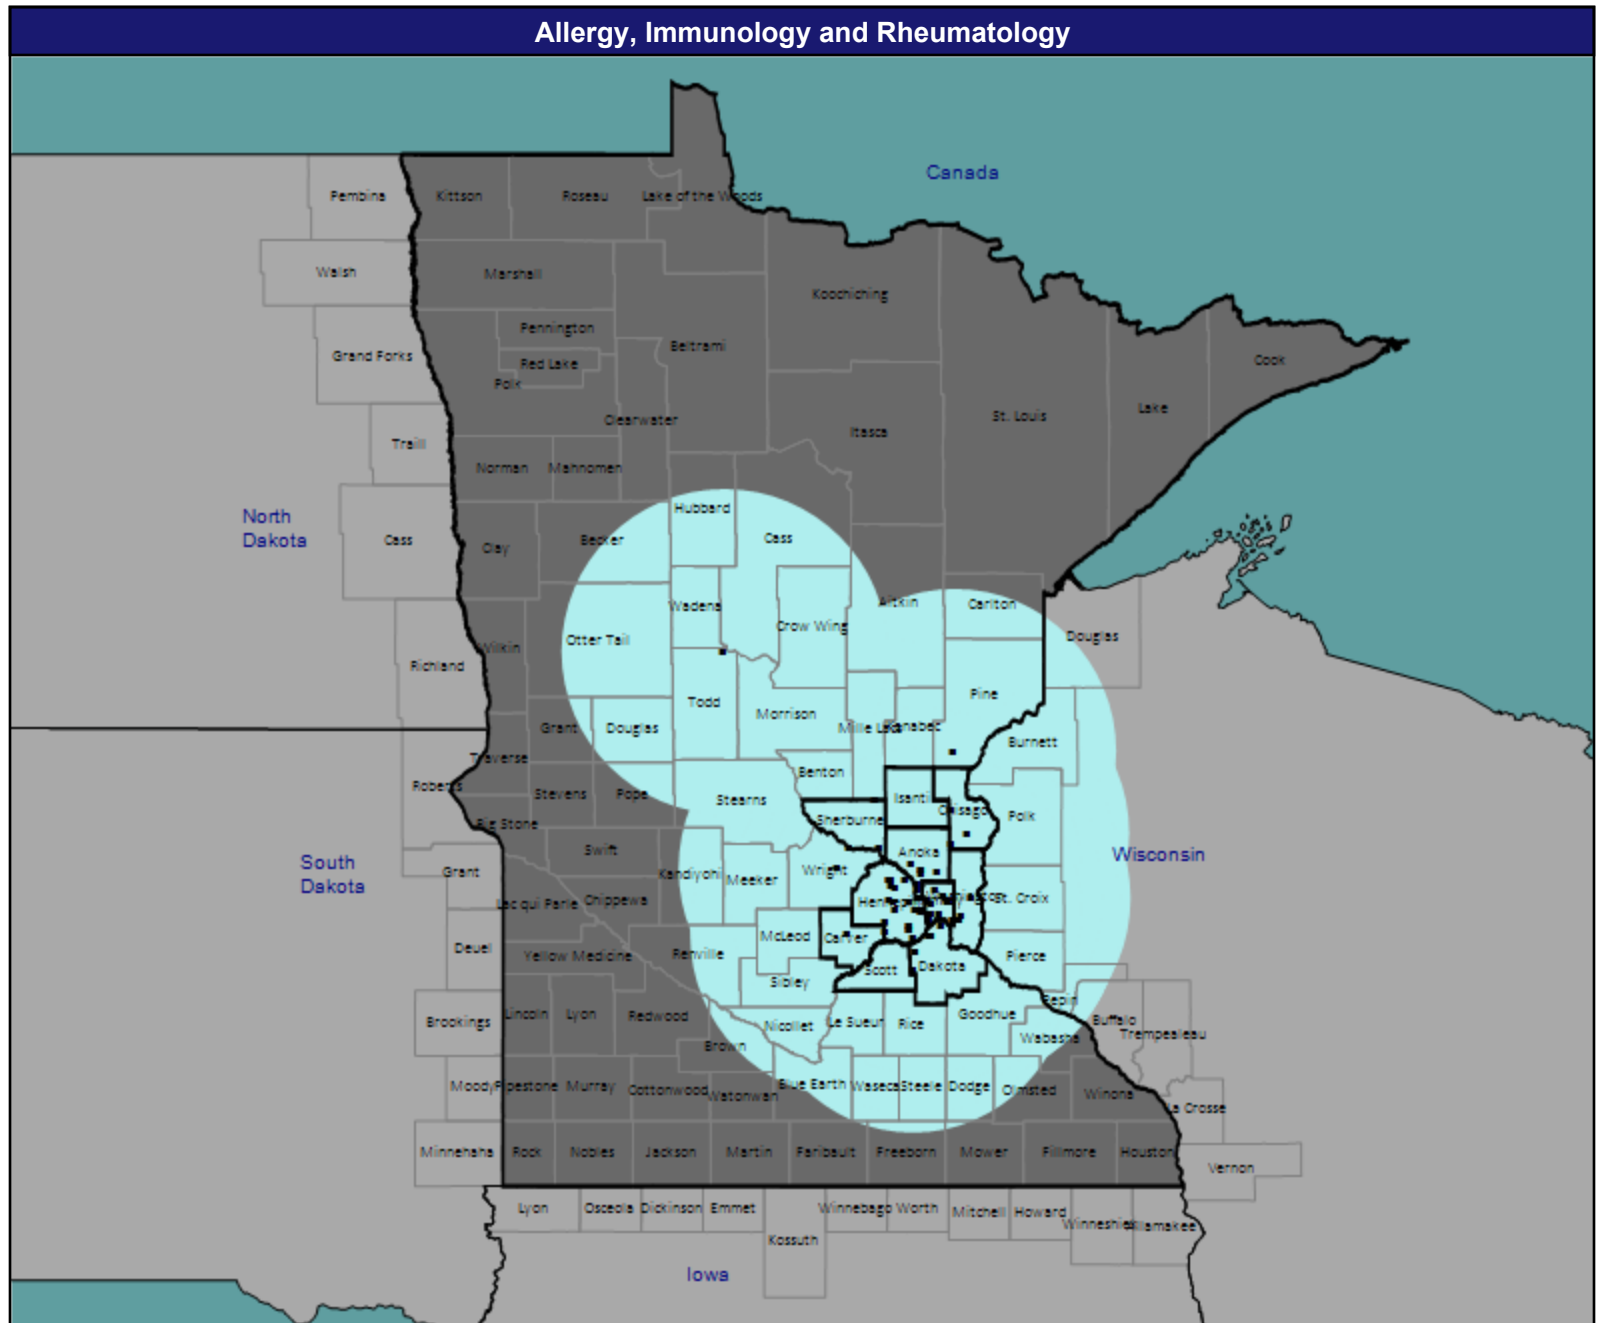 Allergy, Immunology and Rheumatology
Canada
Pembina
Kittson
Roseau
Lake of the Woods
Walsh
Marshall
Koochiching
Pennington
Grand Forks
Red Lake
Beltrami
Cook
Polk
Clearwater
Itasca
St. Louis
Lake
Traill
Norman
Mahnomen
North
Dakota
Cass
Clay
Becker
Hubbard
Cass
Wadena
Crow Wing
Aitkin
Carlton
Douglas
Otter Tail
Wilkin
Richland
Todd
Morrison
Mille Lacs
Kanabec
Pine
Grant
Douglas
Burnett
Traverse
Benton
Roberts
Stevens
Pope
Stearns
Isanti
Chisago
Polk
Big Stone
Sherburne
Swift
Anoka
Wisconsin
South
Dakota
Grant
Kandiyohi
Meeker
Wright
Lac qui Parle
Chippewa
St. Croix
McLeod
Carver
Deuel
Yellow Medicine
Renville
Pierce
Scott
Dakota
Sibley
Pepin
Brookings
Lincoln
Lyon
Redwood
Nicollet
Le Sueur
Rice
Goodhue
Buffalo
Trempealeau
Wabasha
Brown
Moody
Pipestone
Murray
Cottonwood
Watonwan
Blue Earth
Waseca
Steele
Dodge
Olmsted
Winona
La Crosse
Minnehaha
Rock
Nobles
Jackson
Martin
Faribault
Freeborn
Mower
Fillmore
Houston
Vernon
Lyon
Osceola
Dickinson
Emmet
Winnebago
Worth
Mitchell
Howard
Kossuth
Iowa